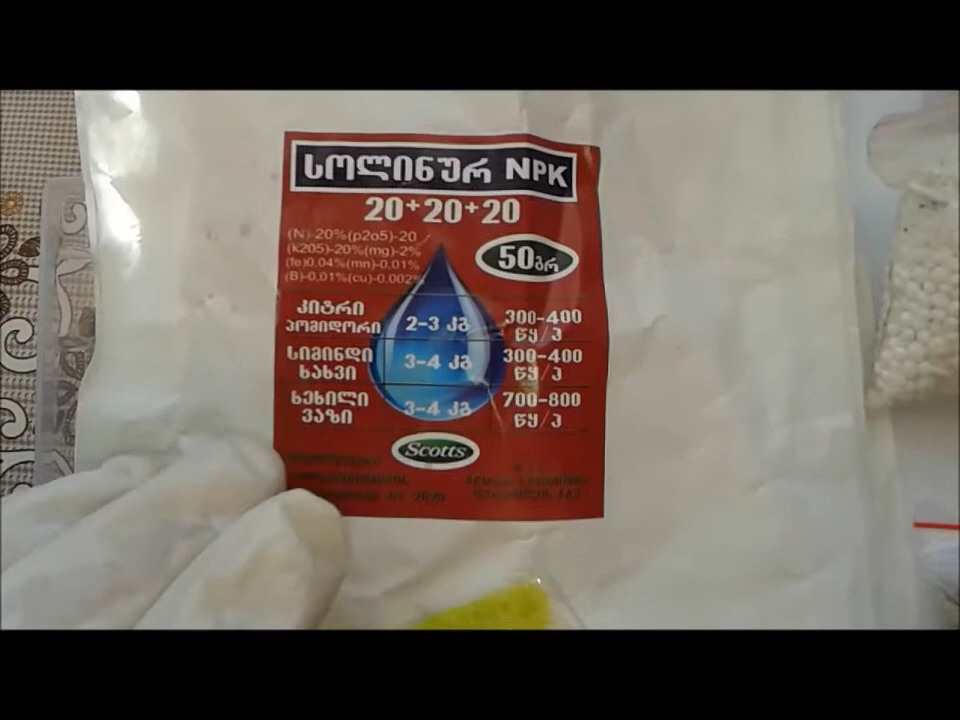 სოლინურ NPK
20+20+20
(N)-20%(p2o5)-20
(k2o5)-20%(mg)-2%
(fe)0,04%(mn)-0,01%
(B)-0,01%(cu)-0,002%
50გრ
კიტრი
პომიდორი
2-3 კგ
300-400
წყ/ჰ
სიმინდი
ხახვი
3-4 კგ
300-400
წყ/ჰ
ხეხილი
ვაზი
3-4 კგ
700-800
წყ/ჰ
Scotts